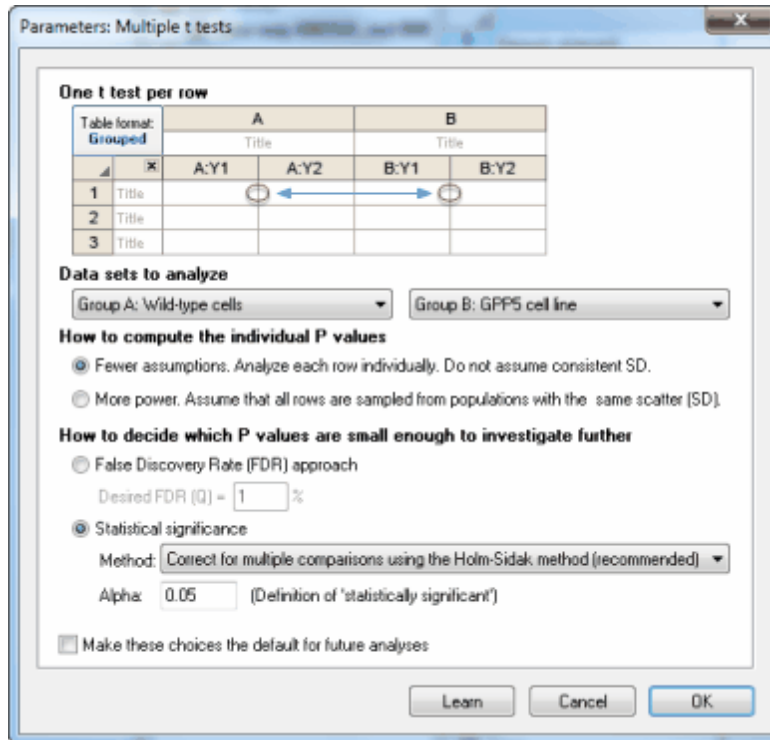 Parameters: Multiple t tests
One t test per row
Table format: Grouped
A
B
Title
Title
A:Y1
A:Y2
B:Y1
B:Y2
1 Title
2 Title
3 Title
Data sets to analyze
Group A: Wild-type cells
Group B: GPP5 cell line
How to compute the individual P values
Fewer assumptions. Analyze each row individually. Do not assume consistent SD.
More power. Assume that all rows are sampled from populations with the same scatter (SD).
How to decide which P values are small enough to investigate further
False Discovery Rate (FDR) approach
Desired FDR (Q) = 1 %
Statistical significance
Method: Correct for multiple comparisons using the Holm-Sidak method (recommended)
Alpha: 0.05 (Definition of 'statistically significant')
Make these choices the default for future analyses
Learn
Cancel
OK